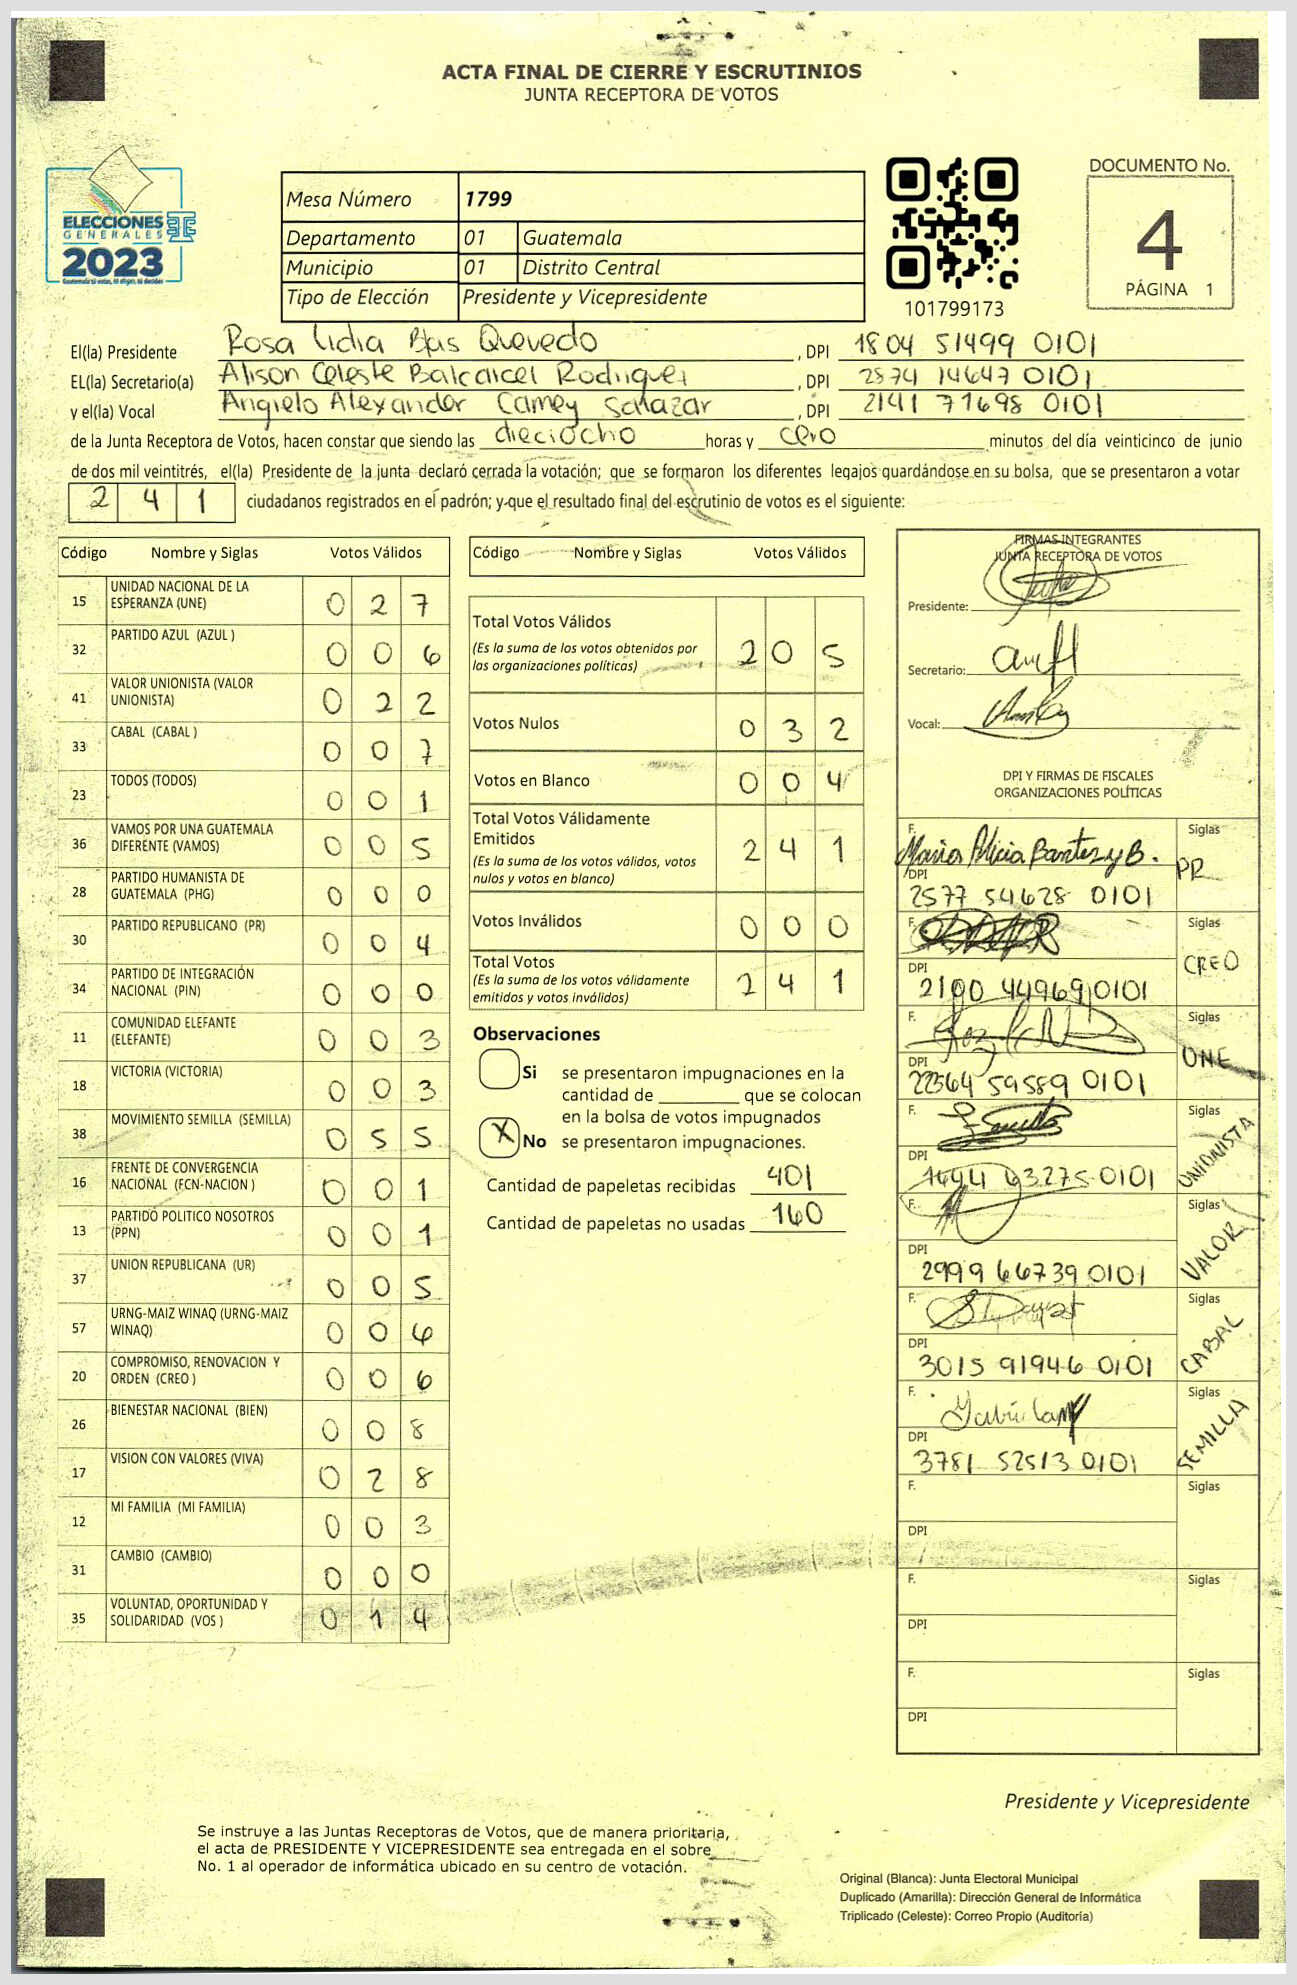 ACTA FINAL DE CIERRE Y ESCRUTINIOS
JUNTA RECEPTORA DE VOTOS
ELECCIONES
GENERALES
2023
Mesa Número 1799
Departamento 01 Guatemala
Municipio 01 Distrito Central
Tipo de Elección Presidente y Vicepresidente
101799173
DOCUMENTO No.
4
PÁGINA 1
El(la) Presidente Rosa Lidia Blas Quevedo , DPI 1804 51499 0101
EL(la) Secretario(a) Alison Celeste Balcarcel Rodriguez , DPI 2874 14647 0101
y el(la) Vocal Angielo Alexander Camey Salazar , DPI 2141 71698 0101
de la Junta Receptora de Votos, hacen constar que siendo las dieciocho horas y cero minutos del día veinticinco de junio
de dos mil veintitrés, el(la) Presidente de la junta declaró cerrada la votación; que se formaron los diferentes legajos guardándose en su bolsa, que se presentaron a votar
2 4 1 ciudadanos registrados en el padrón; y que el resultado final del escrutinio de votos es el siguiente:
Código Nombre y Siglas Votos Válidos
15 UNIDAD NACIONAL DE LA ESPERANZA (UNE) 0 2 7
32 PARTIDO AZUL (AZUL ) 0 0 6
41 VALOR UNIONISTA (VALOR UNIONISTA) 0 2 2
33 CABAL (CABAL ) 0 0 7
23 TODOS (TODOS) 0 0 1
36 VAMOS POR UNA GUATEMALA DIFERENTE (VAMOS) 0 0 5
28 PARTIDO HUMANISTA DE GUATEMALA (PHG) 0 0 0
30 PARTIDO REPUBLICANO (PR) 0 0 4
34 PARTIDO DE INTEGRACIÓN NACIONAL (PIN) 0 0 0
11 COMUNIDAD ELEFANTE (ELEFANTE) 0 0 3
18 VICTORIA (VICTORIA) 0 0 3
38 MOVIMIENTO SEMILLA (SEMILLA) 0 5 5
16 FRENTE DE CONVERGENCIA NACIONAL (FCN-NACION ) 0 0 1
13 PARTIDO POLITICO NOSOTROS (PPN) 0 0 1
37 UNION REPUBLICANA (UR) 0 0 5
57 URNG-MAIZ WINAQ (URNG-MAIZ WINAQ) 0 0 6
20 COMPROMISO, RENOVACION Y ORDEN (CREO ) 0 0 6
26 BIENESTAR NACIONAL (BIEN) 0 0 8
17 VISION CON VALORES (VIVA) 0 2 8
12 MI FAMILIA (MI FAMILIA) 0 0 3
31 CAMBIO (CAMBIO) 0 0 0
35 VOLUNTAD, OPORTUNIDAD Y SOLIDARIDAD (VOS ) 0 1 4
Código Nombre y Siglas Votos Válidos
Total Votos Válidos 2 0 5
(Es la suma de los votos obtenidos por
las organizaciones políticas)
Votos Nulos 0 3 2
Votos en Blanco 0 0 4
Total Votos Válidamente
Emitidos 2 4 1
(Es la suma de los votos válidos, votos
nulos y votos en blanco)
Votos Inválidos 0 0 0
Total Votos 2 4 1
(Es la suma de los votos válidamente
emitidos y votos inválidos)
Observaciones
Si se presentaron impugnaciones en la
cantidad de ________ que se colocan
en la bolsa de votos impugnados
X No se presentaron impugnaciones.
Cantidad de papeletas recibidas 401
Cantidad de papeletas no usadas 160
FIRMAS INTEGRANTES
JUNTA RECEPTORA DE VOTOS
Presidente:
Secretario:
Vocal:
DPI Y FIRMAS DE FISCALES
ORGANIZACIONES POLÍTICAS
F. Maria Alicia Siglas
DPI 2577 54628 0101 PR
F. Siglas
DPI 2100 44969 0101 CREO
F. Siglas
DPI 22564 59589 0101 UNE
F. Siglas
DPI 1494 63275 0101 UNIONISTA
F. Siglas
DPI 2999 66739 0101 VALOR
F. Siglas
DPI 3015 91946 0101 CABAL
F. Siglas
DPI 3781 52513 0101 SEMILLA
F. Siglas
DPI
F. Siglas
DPI
F. Siglas
DPI
Presidente y Vicepresidente
Se instruye a las Juntas Receptoras de Votos, que de manera prioritaria,
el acta de PRESIDENTE Y VICEPRESIDENTE sea entregada en el sobre
No. 1 al operador de informática ubicado en su centro de votación.
Original (Blanca): Junta Electoral Municipal
Duplicado (Amarilla): Dirección General de Informática
Triplicado (Celeste): Correo Propio (Auditoría)